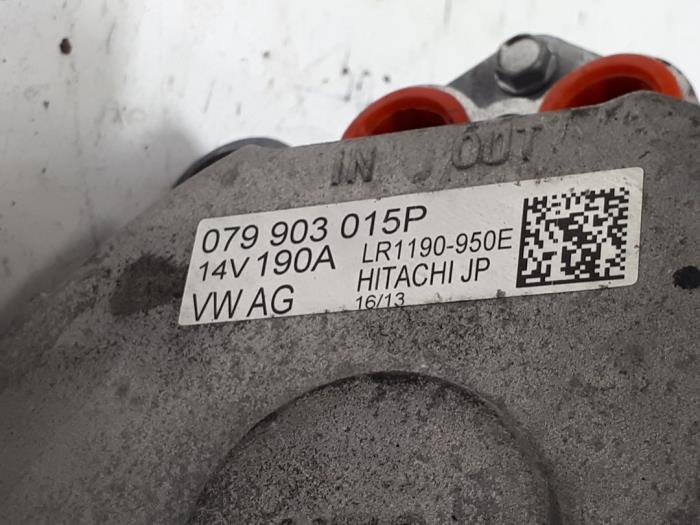 IN OUT
079 903 015P
14V 190A LR1190-950E
VW AG HITACHI JP
16/13